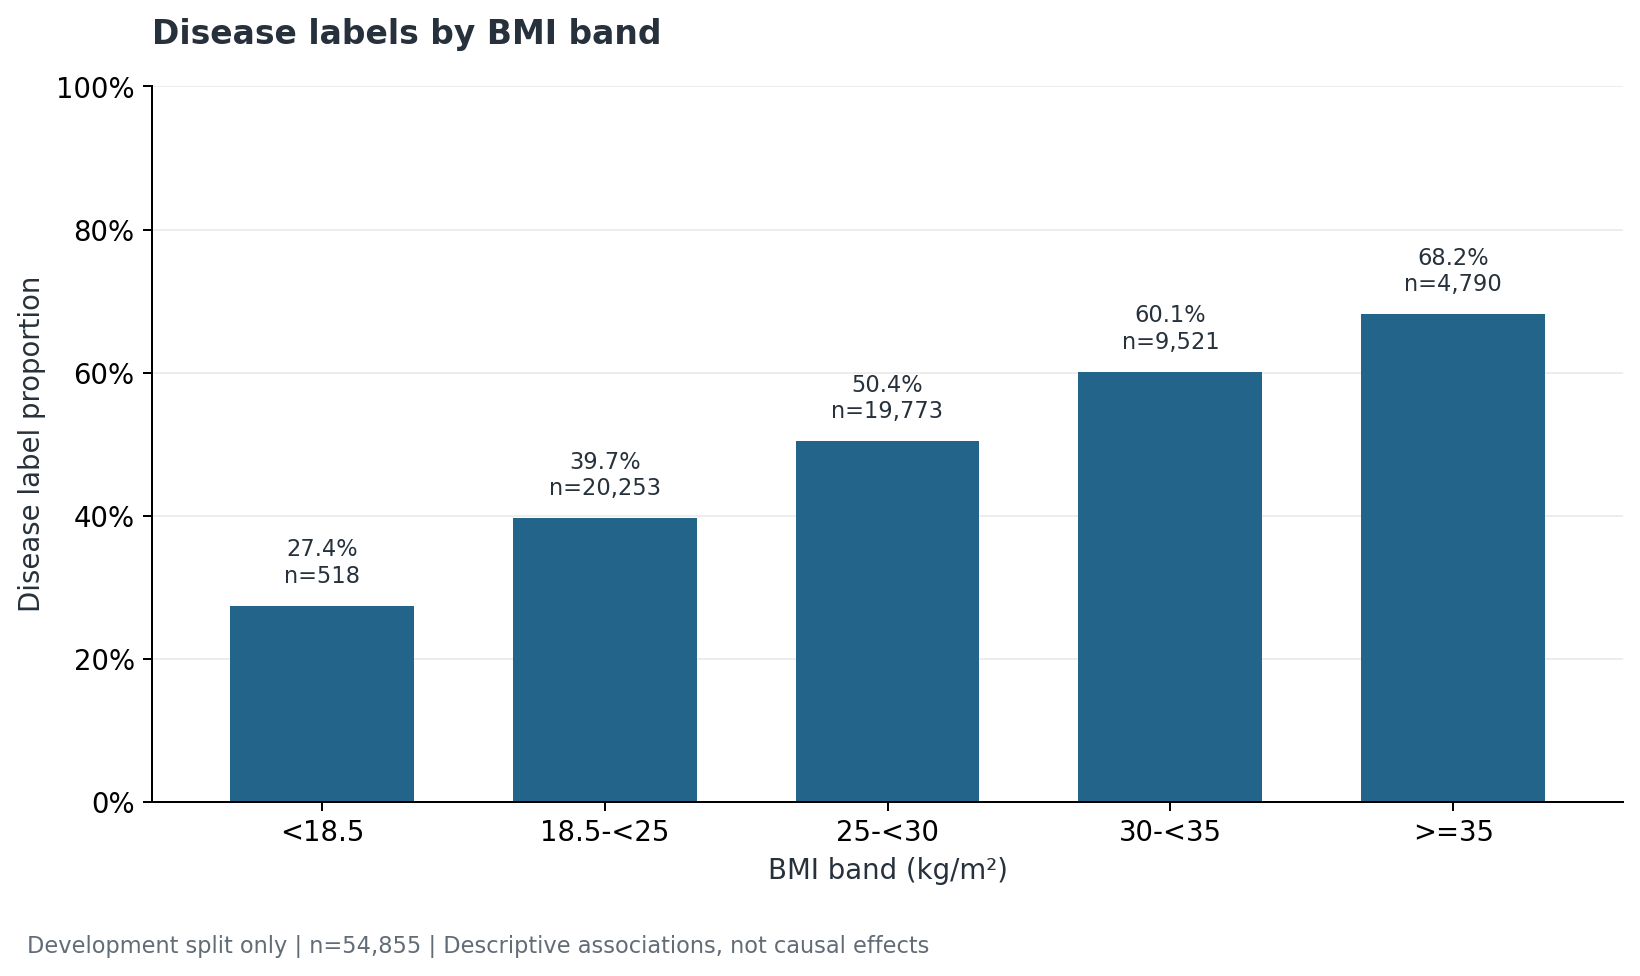 Disease labels by BMI band
100%
80%
60%
40%
20%
0%
Disease label proportion
27.4%
n=518
39.7%
n=20,253
50.4%
n=19,773
60.1%
n=9,521
68.2%
n=4,790
<18.5
18.5-<25
25-<30
30-<35
>=35
BMI band (kg/m²)
Development split only | n=54,855 | Descriptive associations, not causal effects